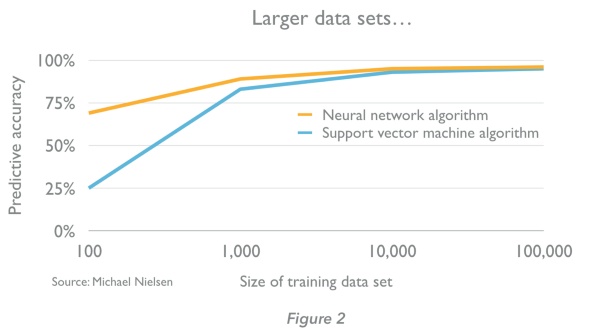 Larger data sets...
Predictive accuracy
100%
75%
50%
25%
0%
Neural network algorithm
Support vector machine algorithm
100
1,000
10,000
100,000
Source: Michael Nielsen
Size of training data set
Figure 2